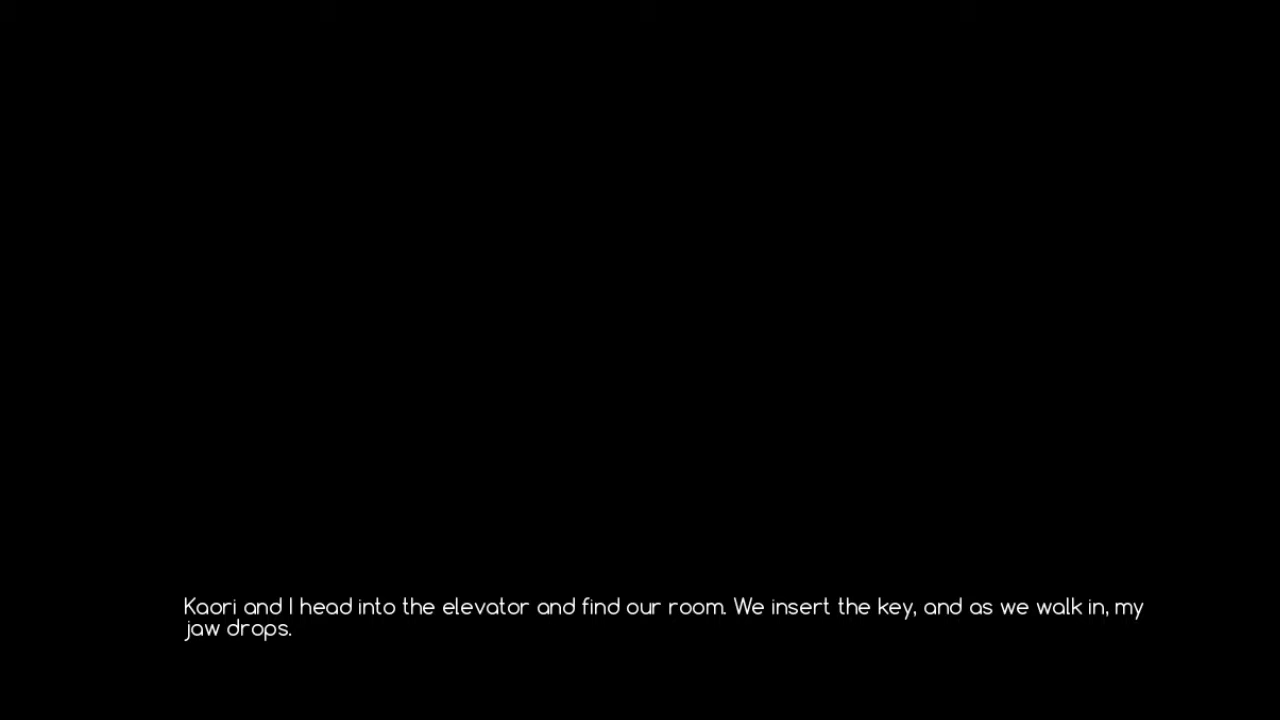 Kaori and I head into the elevator and find our room. We insert the key, and as we walk in, my
jaw drops.